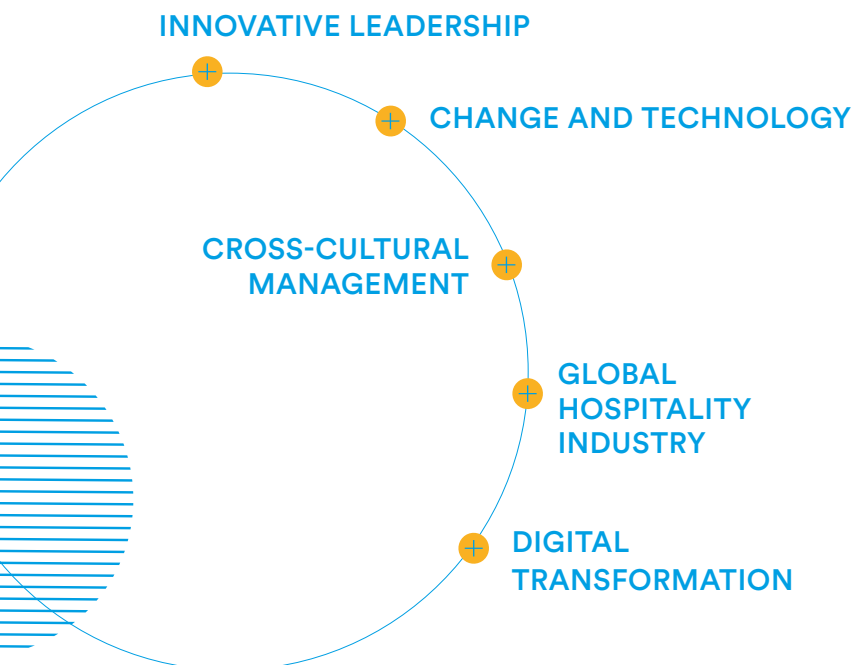 INNOVATIVE LEADERSHIP
CHANGE AND TECHNOLOGY
CROSS-CULTURAL
MANAGEMENT
GLOBAL
HOSPITALITY
INDUSTRY
DIGITAL
TRANSFORMATION